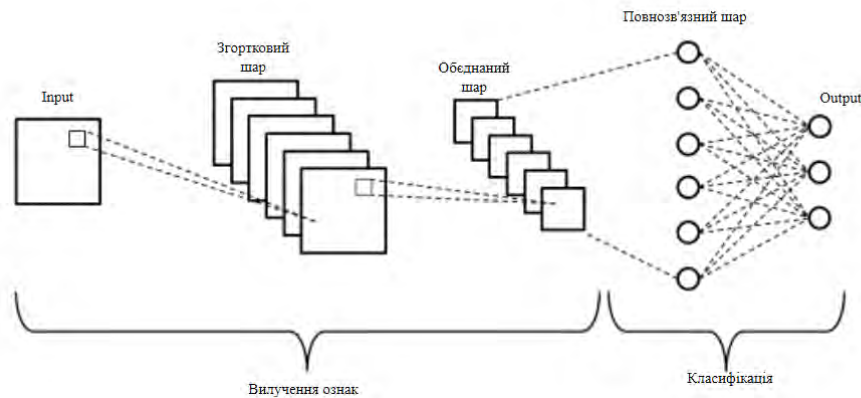 Повнозв'язний шар
Згортковий
шар
Обєднаний
шар
Input
Output
Вилучення ознак
Класифікація